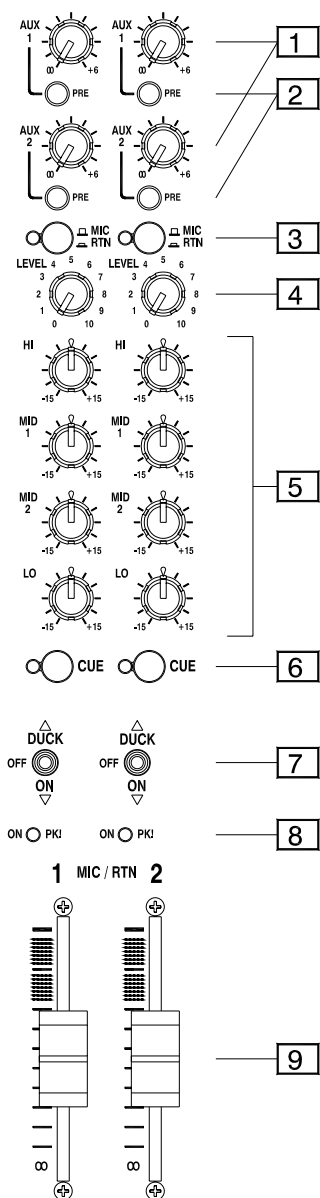 AUX 1 AUX 1
∞ +6 ∞ +6
PRE PRE
1
2
AUX 2 AUX 2
∞ +6 ∞ +6
PRE PRE
MIC MIC
RTN RTN
3
LEVEL 0 1 2 3 4 5 6 7 8 9 10
LEVEL 0 1 2 3 4 5 6 7 8 9 10
4
HI HI
-15 +15 -15 +15
MID 1 MID 1
-15 +15 -15 +15
5
MID 2 MID 2
-15 +15 -15 +15
LO LO
-15 +15 -15 +15
CUE CUE
6
DUCK DUCK
OFF OFF
7
ON ON
ON PK! ON PK!
8
1 MIC / RTN 2
9
∞ ∞